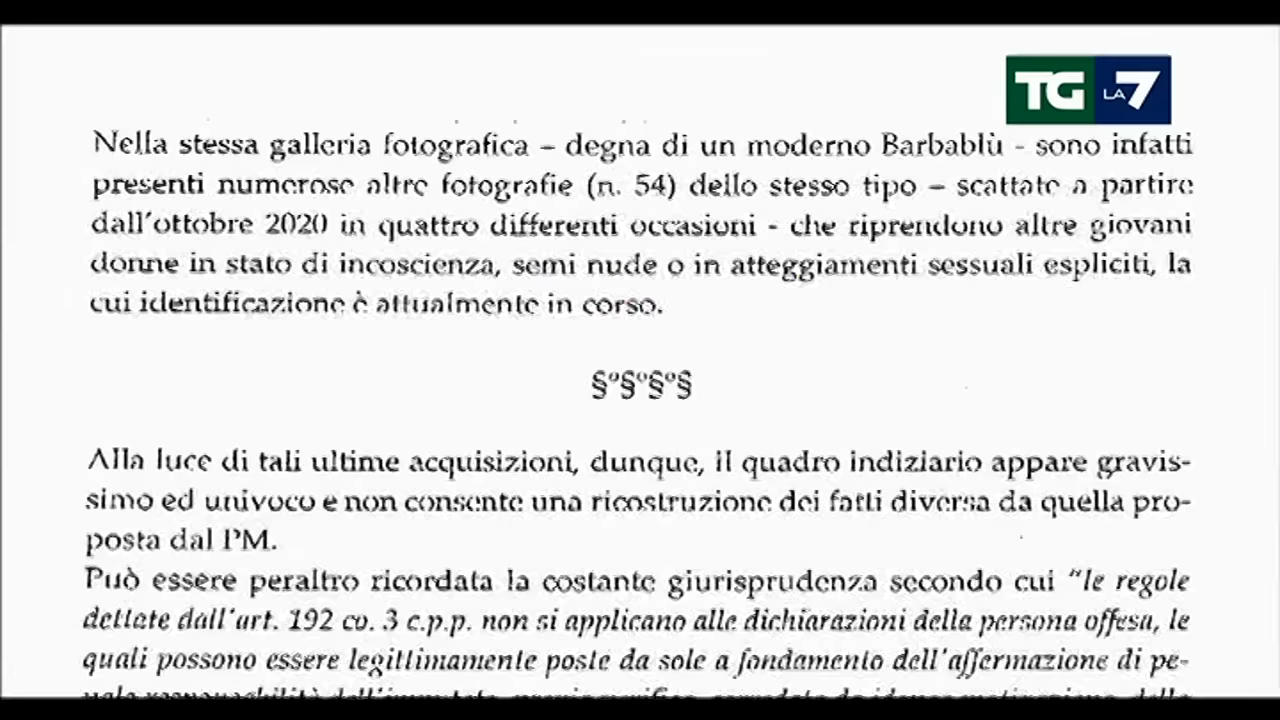 TG LA7
Nella stessa galleria fotografica – degna di un moderno Barbablù - sono infatti
presenti numerose altre fotografie (n. 54) dello stesso tipo – scattate a partire
dall'ottobre 2020 in quattro differenti occasioni - che riprendono altre giovani
donne in stato di incoscienza, semi nude o in atteggiamenti sessuali espliciti, la
cui identificazione è attualmente in corso.
§°§°§°§
Alla luce di tali ultime acquisizioni, dunque, il quadro indiziario appare gravis-
simo ed univoco e non consente una ricostruzione dei fatti diversa da quella pro-
posta dal PM.
Può essere peraltro ricordata la costante giurisprudenza secondo cui "le regole
dettate dall'art. 192 co. 3 c.p.p. non si applicano alle dichiarazioni della persona offesa, le
quali possono essere legittimamente poste da sole a fondamento dell'affermazione di pe-